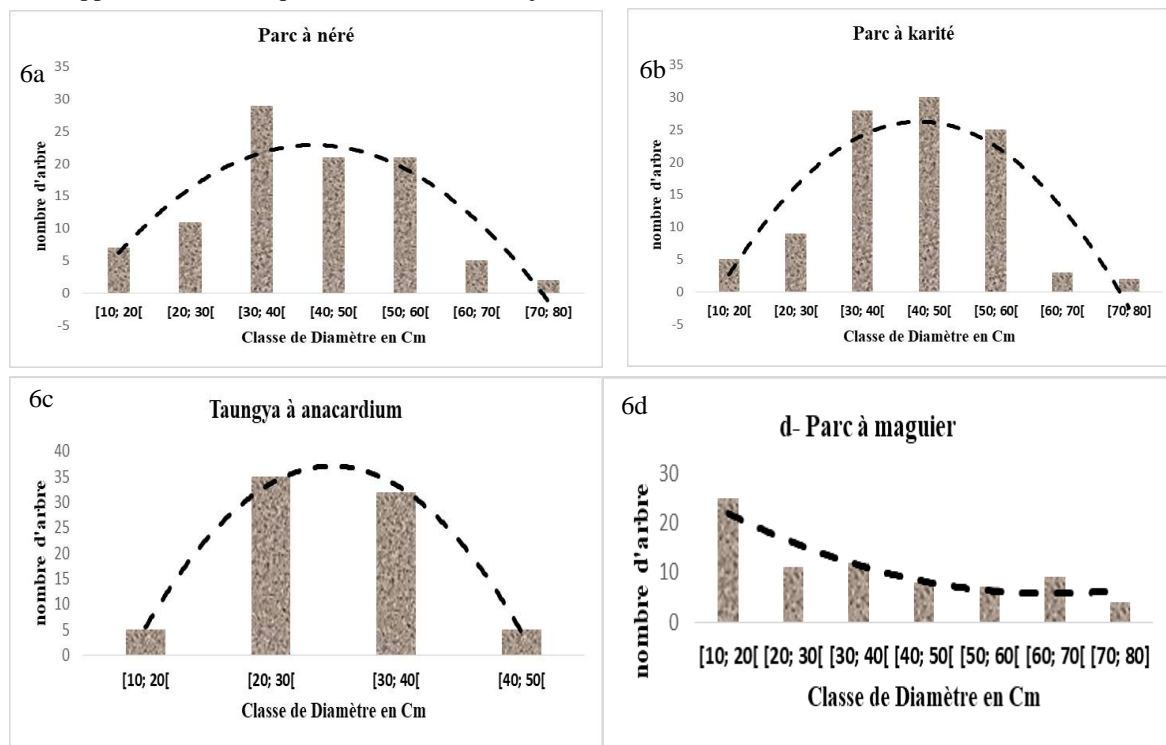 Parc à néré
6a
35
30
25
20
15
10
5
0
-5
nombre d'arbre
[10; 20[ [20; 30[ [30; 40[ [40; 50[ [50; 60[ [60; 70[ [70; 80]
Classe de Diamètre en Cm
Parc à karité
6b
35
30
25
20
15
10
5
0
-5
nombre d'arbre
[10; 20[ [20; 30[ [30; 40[ [40; 50[ [50; 60[ [60; 70[ [70; 80]
Classe de Diamètre en Cm
6c
Taungya à anacardium
40
35
30
25
20
15
10
5
0
nombre d'arbre
[10; 20[ [20; 30[ [30; 40[ [40; 50[
Classe de Diamètre en Cm
6d
d- Parc à maguier
30
20
10
0
nombre d'arbre
[10; 20[ [20; 30[ [30; 40[ [40; 50[ [50; 60[ [60; 70[ [70; 80]
Classe de Diamètre en Cm